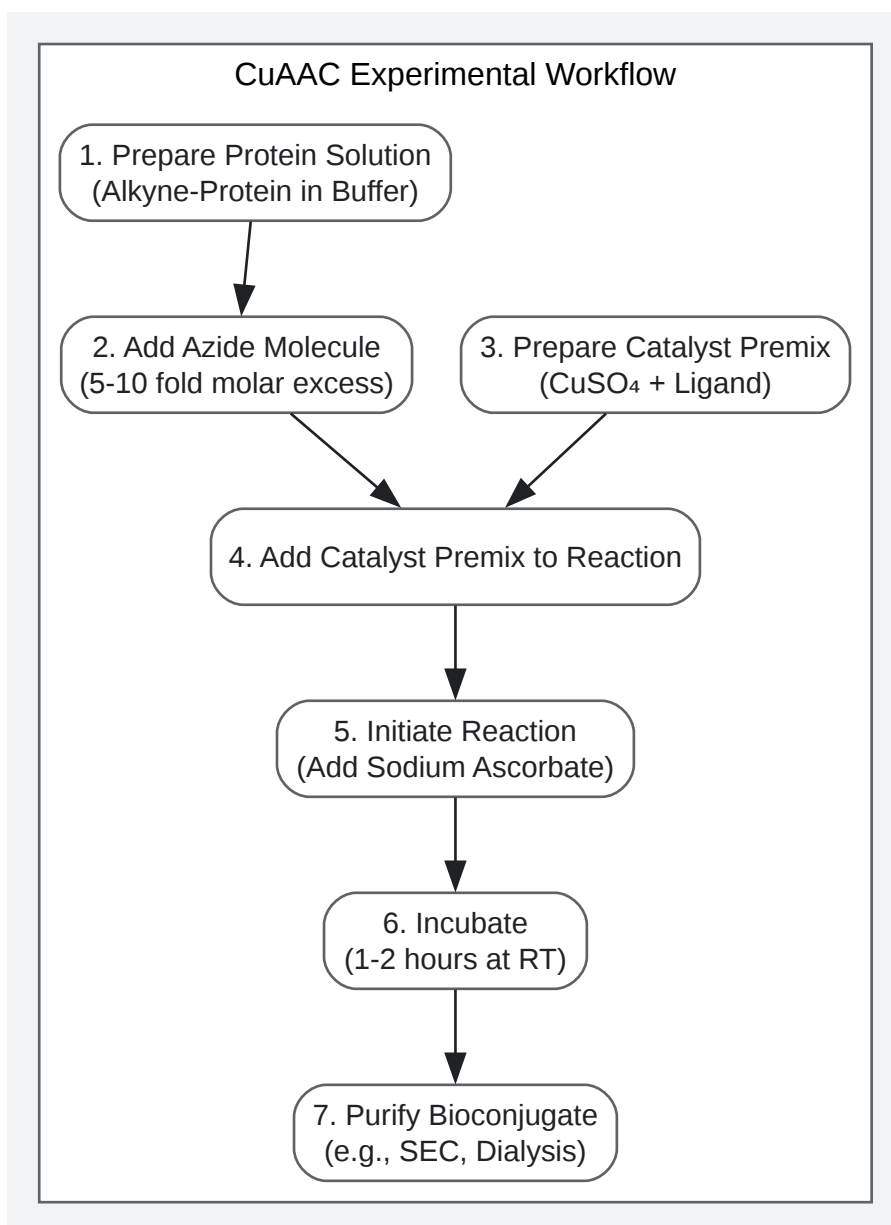 CuAAC Experimental Workflow
1. Prepare Protein Solution
(Alkyne-Protein in Buffer)
2. Add Azide Molecule
(5-10 fold molar excess)
3. Prepare Catalyst Premix
(CuSO₄ + Ligand)
4. Add Catalyst Premix to Reaction
5. Initiate Reaction
(Add Sodium Ascorbate)
6. Incubate
(1-2 hours at RT)
7. Purify Bioconjugate
(e.g., SEC, Dialysis)